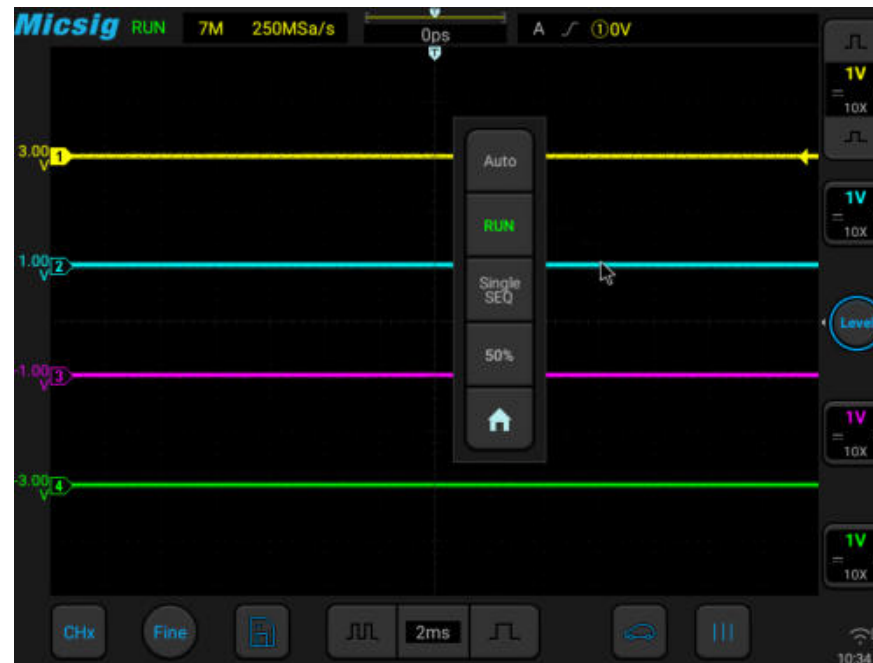 Micsig RUN 7M 250MSa/s 0ps A ①0V
T
1V
10X
3.00
V
1
Auto
1V
10X
RUN
1.00
V
2
Single
SEQ
Level
50%
-1.00
V
3
1V
10X
-3.00
V
4
1V
10X
CHx Fine 2ms
10:34